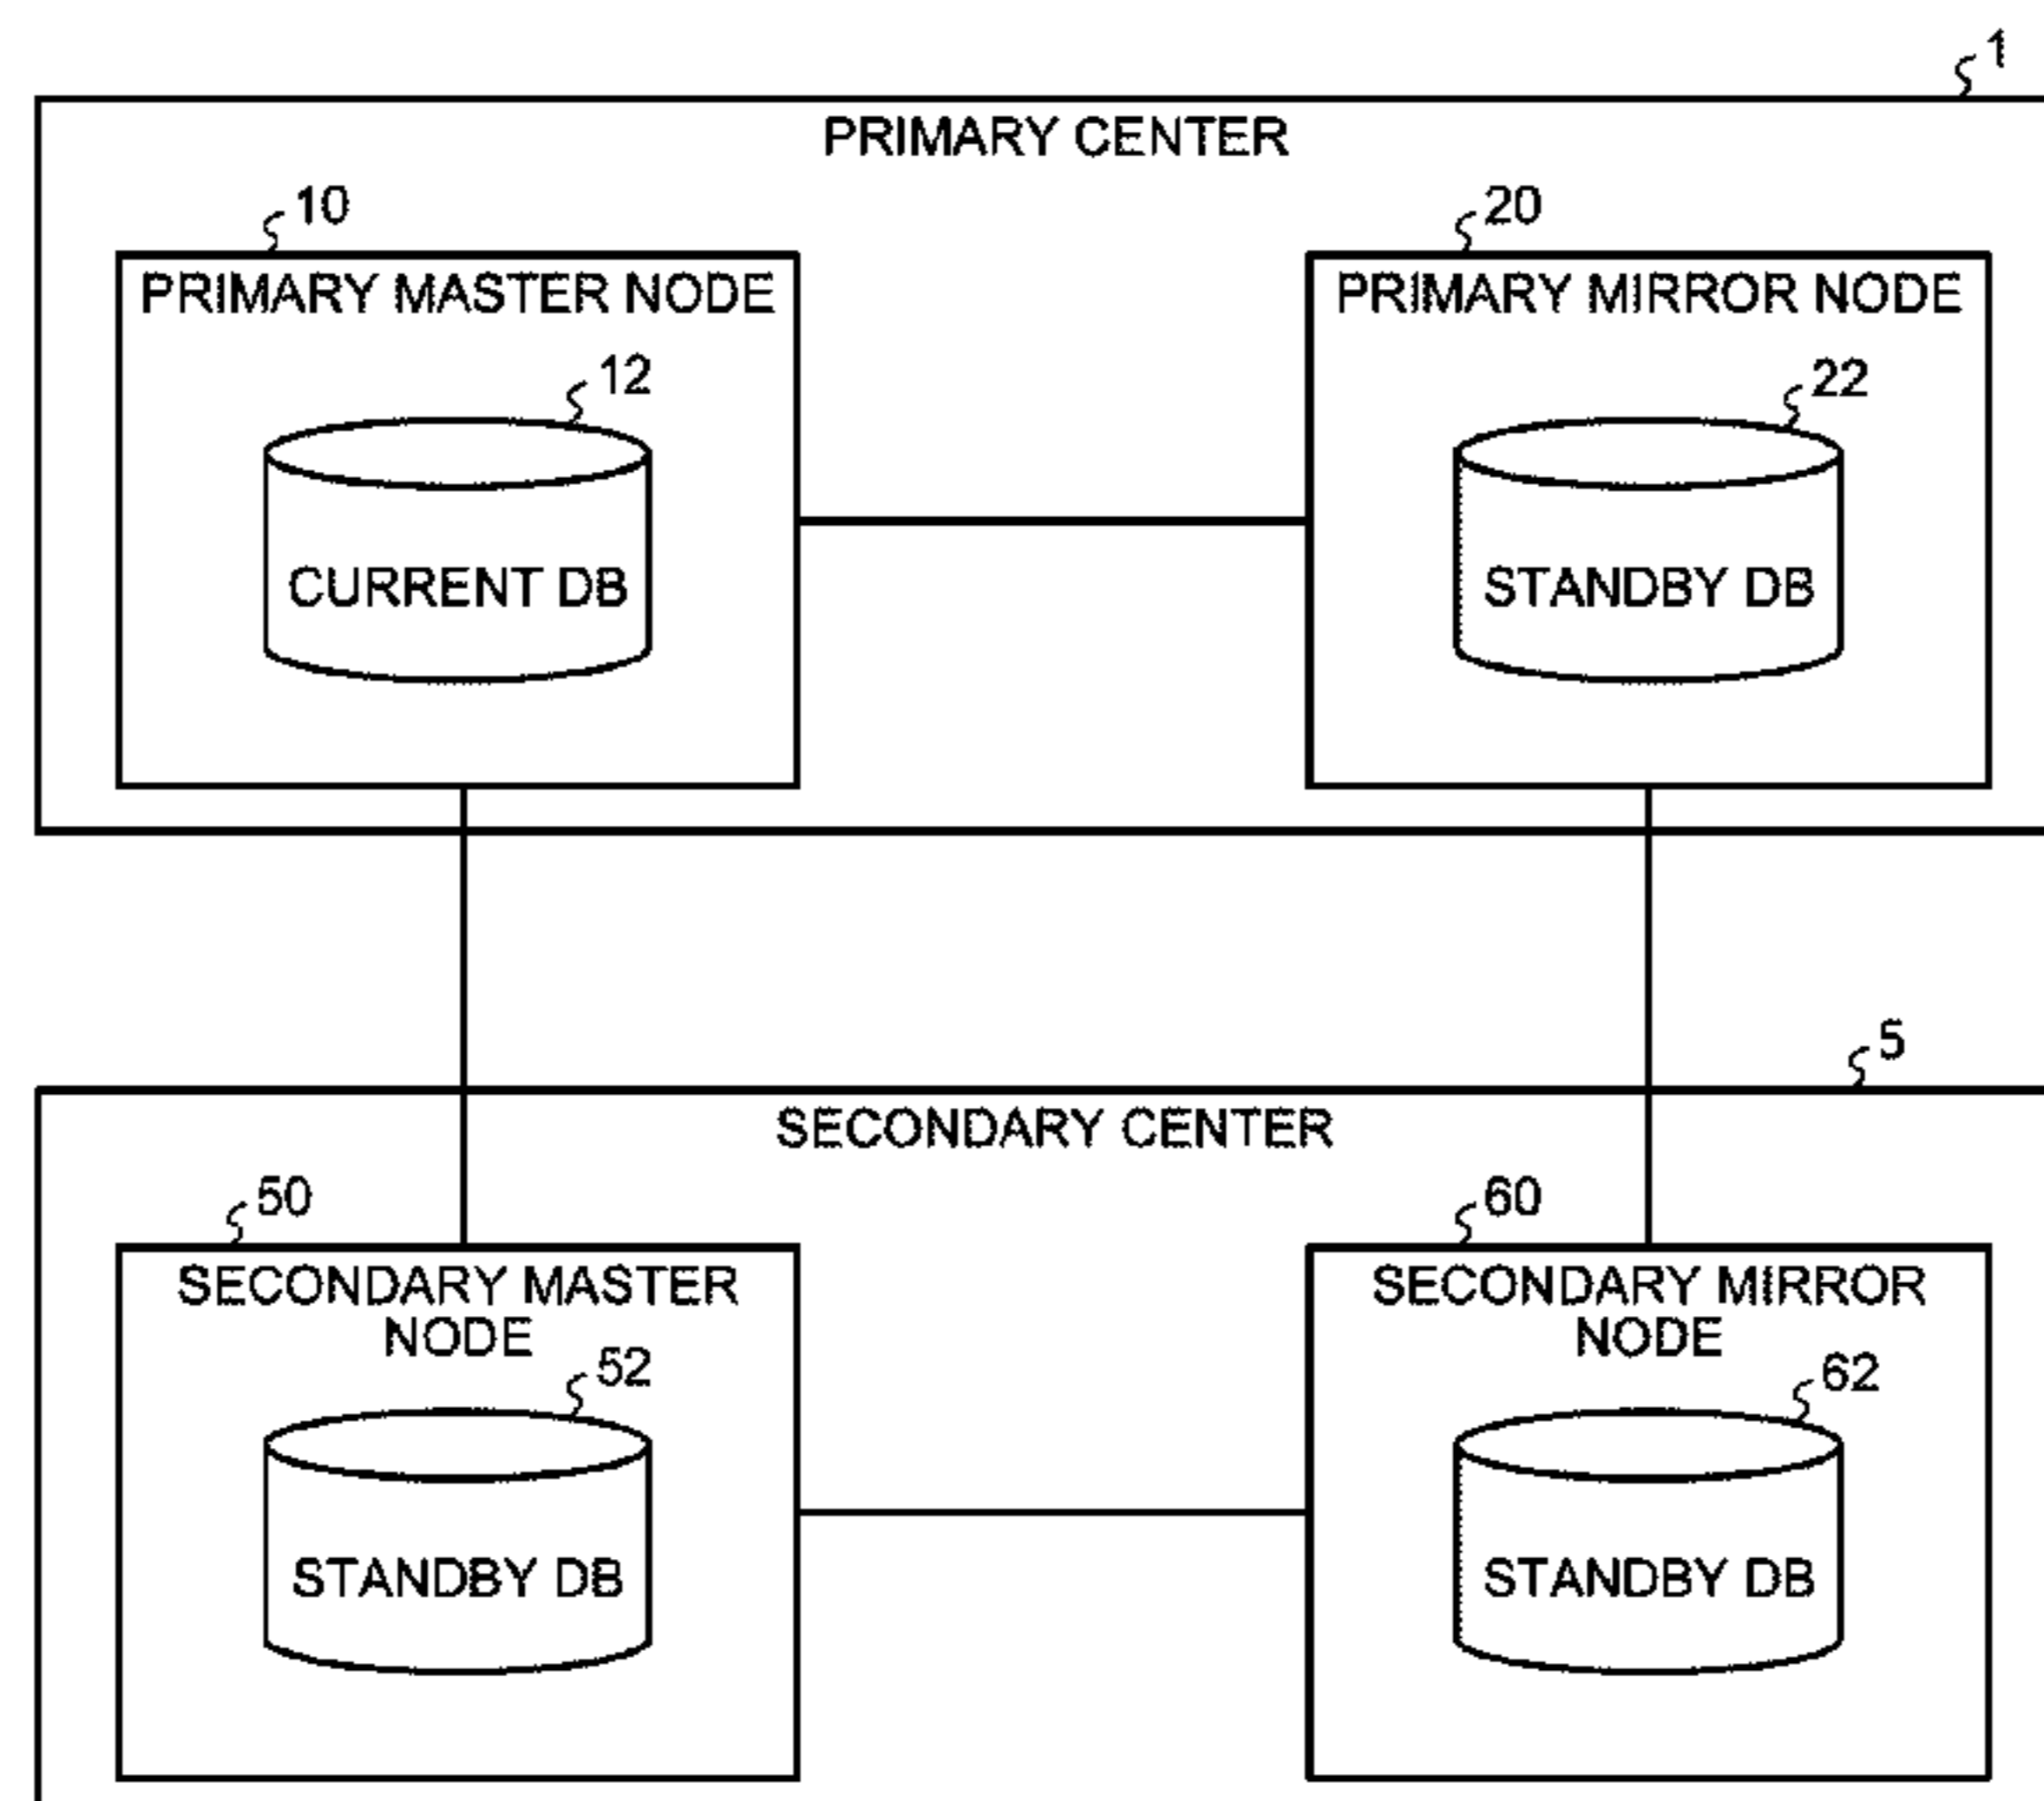 1
PRIMARY CENTER
10
20
PRIMARY MASTER NODE
PRIMARY MIRROR NODE
12
22
CURRENT DB
STANDBY DB
5
SECONDARY CENTER
50
60
SECONDARY MASTER
NODE
SECONDARY MIRROR
NODE
52
62
STANDBY DB
STANDBY DB